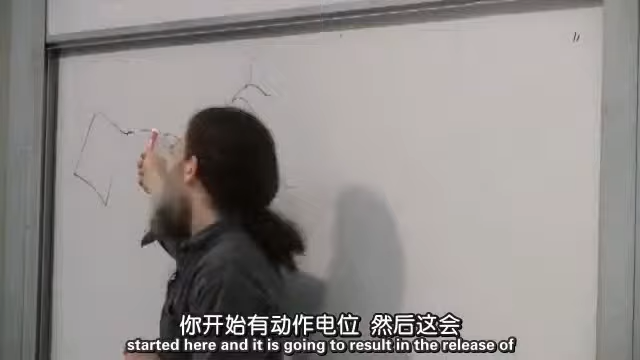 你开始有动作电位 然后这会
started here and it is going to result in the release of